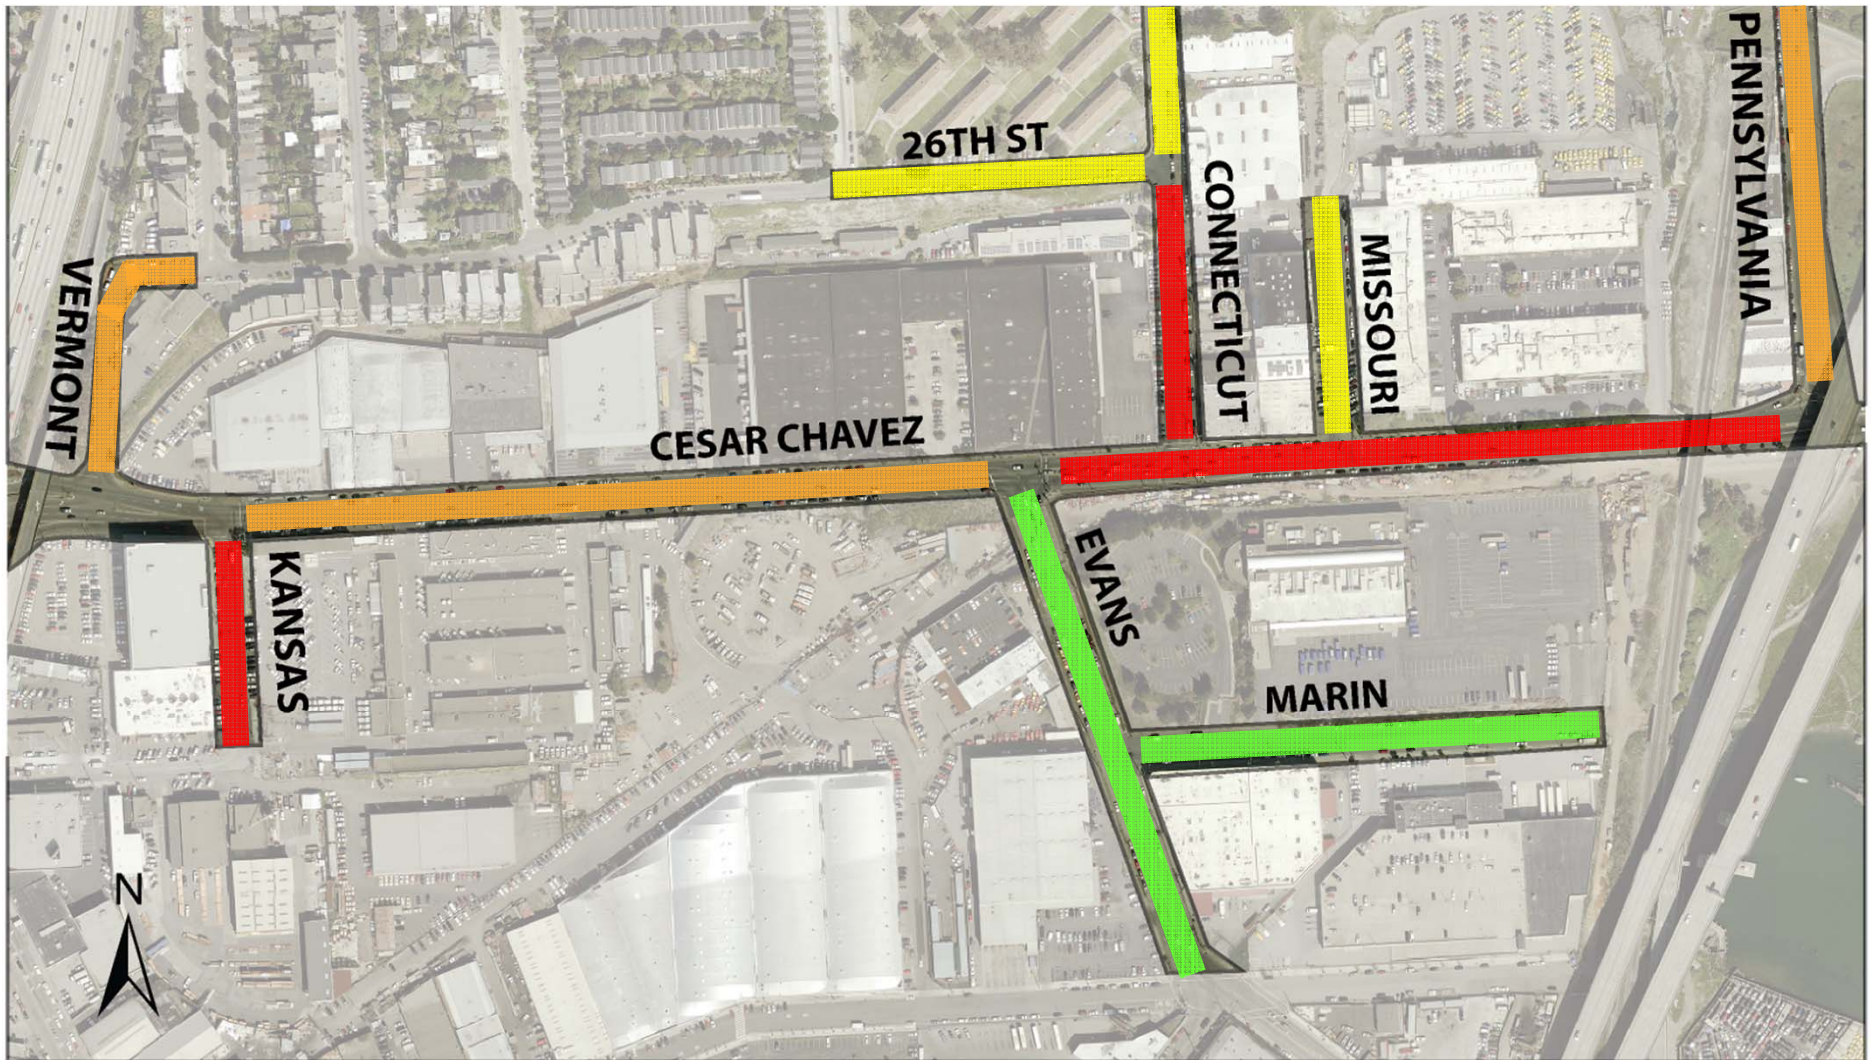 PENNSYLVANIA
26TH ST
CONNECTICUT
MISSOURI
VERMONT
CESAR CHAVEZ
EVANS
KANSAS
MARIN
N